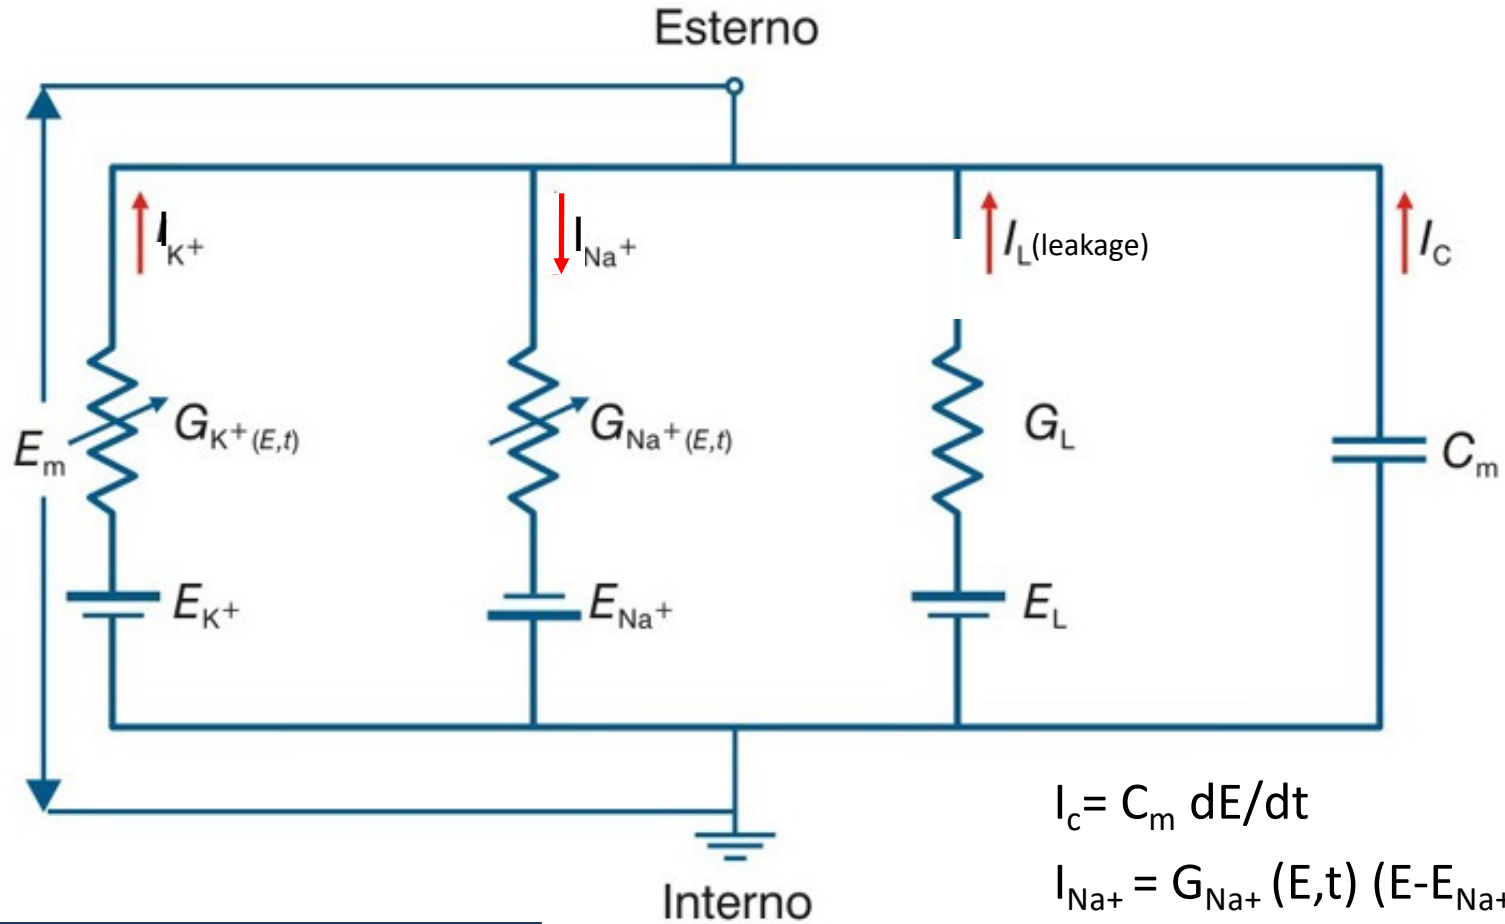 Esterno
IK+
INa+
IL(leakage)
IC
Em
GK+(E,t)
GNa+(E,t)
GL
Cm
EK+
ENa+
EL
Ic= Cm dE/dt
INa+ = GNa+ (E,t) (E-ENa+
Interno